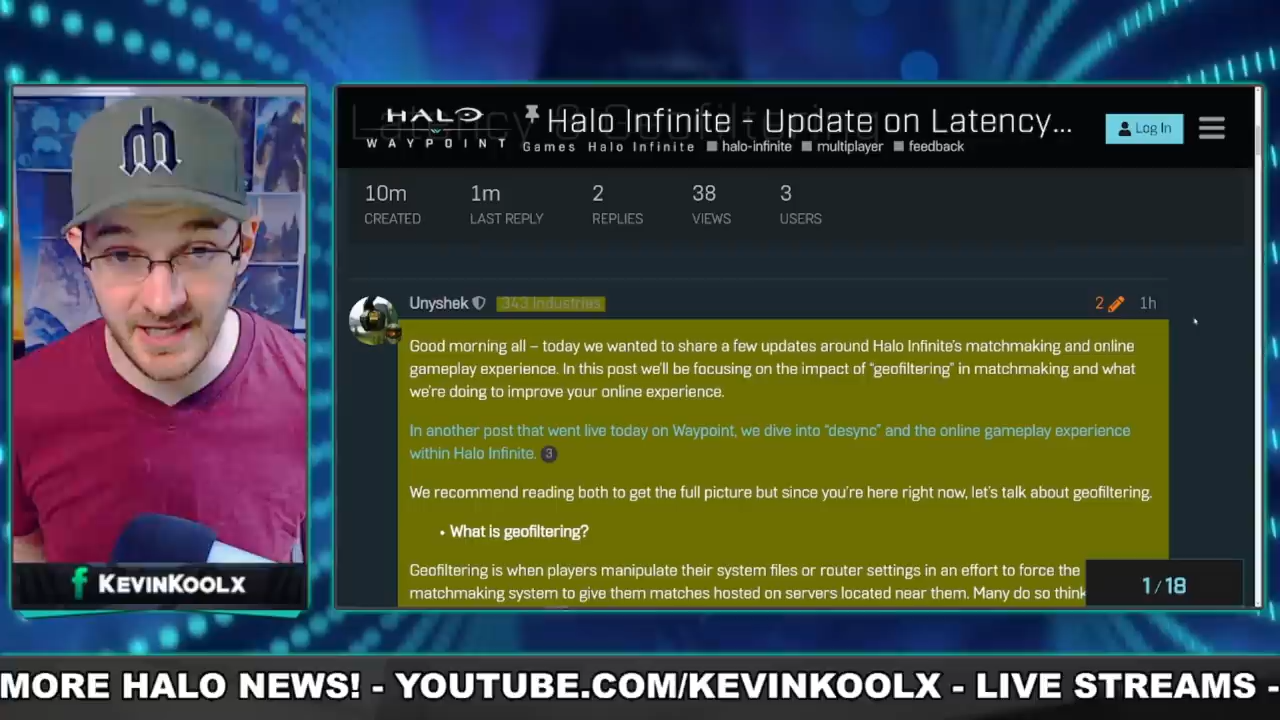 HALO
WAYPOINT
Halo Infinite - Update on Latency...
Games Halo Infinite halo-infinite multiplayer feedback
Log In
10m
CREATED
1m
LAST REPLY
2
REPLIES
38
VIEWS
3
USERS
Unyshek 343 Industries
2 1h
Good morning all – today we wanted to share a few updates around Halo Infinite's matchmaking and online
gameplay experience. In this post we'll be focusing on the impact of "geofiltering" in matchmaking and what
we're doing to improve your online experience.
In another post that went live today on Waypoint, we dive into "desync" and the online gameplay experience
within Halo Infinite. 3
We recommend reading both to get the full picture but since you're here right now, let's talk about geofiltering.
• What is geofiltering?
Geofiltering is when players manipulate their system files or router settings in an effort to force the
matchmaking system to give them matches hosted on servers located near them. Many do so think
1 / 18
f KEVINKOOLX
MORE HALO NEWS! - YOUTUBE.COM/KEVINKOOLX - LIVE STREAMS -